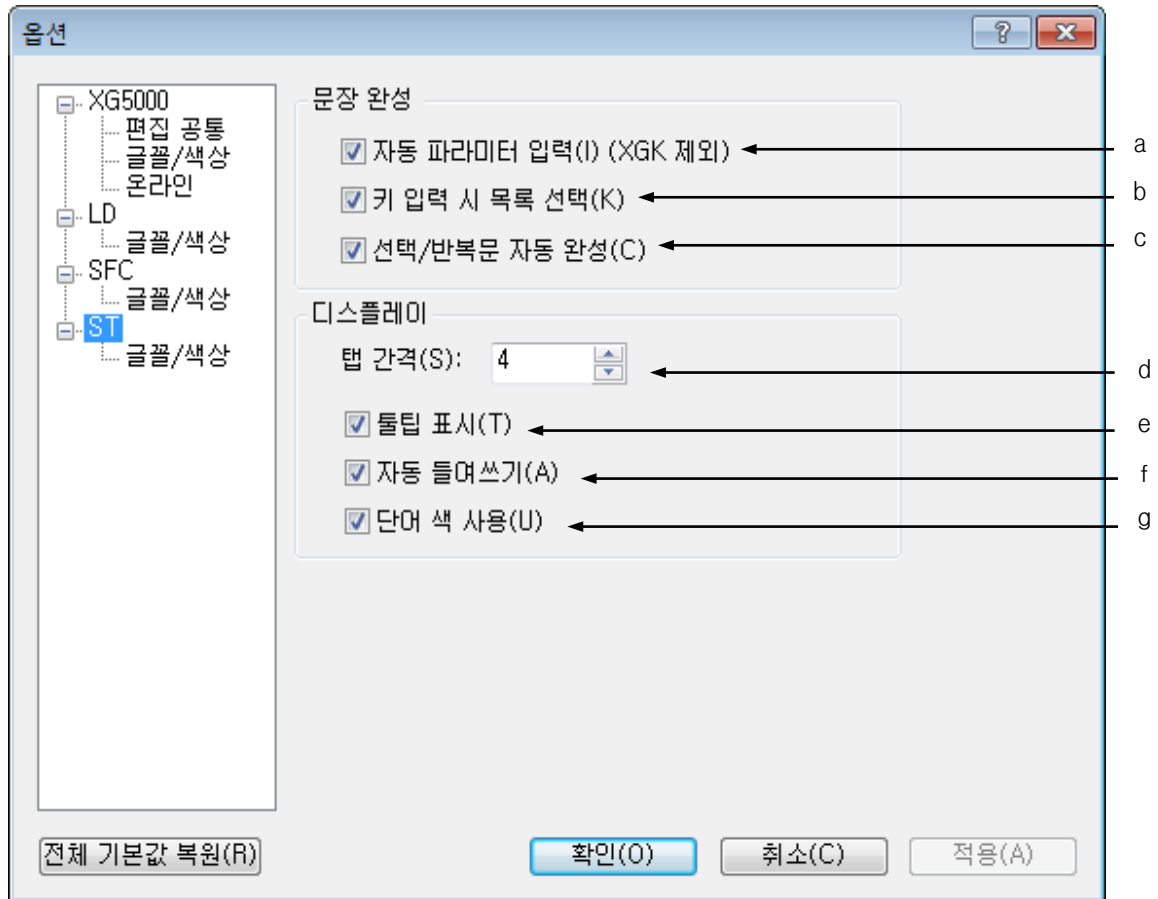 옵션
XG5000
편집 공통
글꼴/색상
온라인
LD
글꼴/색상
SFC
글꼴/색상
ST
글꼴/색상
문장 완성
자동 파라미터 입력(I) (XGK 제외)
a
키 입력 시 목록 선택(K)
b
선택/반복문 자동 완성(C)
c
디스플레이
탭 간격(S): 4
d
툴팁 표시(T)
e
자동 들여쓰기(A)
f
단어 색 사용(U)
g
전체 기본값 복원(R) 확인(O) 취소(C) 적용(A)